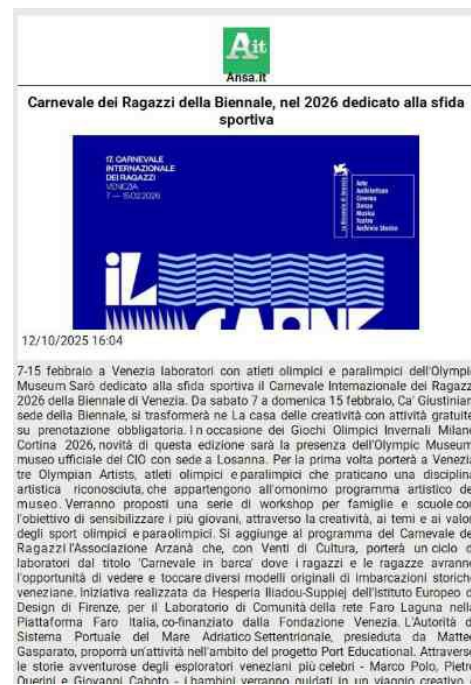 Ait
Ansa.it
Carnevale dei Ragazzi della Biennale, nel 2026 dedicato alla sfida
sportiva
17. CARNEVALE
INTERNAZIONALE
DEI RAGAZZI
VENEZIA
7 — 15.02.2026
La Biennale di Venezia
Arte
Architettura
Cinema
Danza
Musica
Teatro
Archivio Storico
iL
CARNE
12/10/2025 16:04
7-15 febbraio a Venezia laboratori con atleti olimpici e paralimpici dell'Olympic
Museum Sarò dedicato alla sfida sportiva il Carnevale Internazionale dei Ragazzi
2026 della Biennale di Venezia. Da sabato 7 a domenica 15 febbraio, Ca' Giustinian,
sede della Biennale, si trasformerà ne La casa delle creatività con attività gratuite
su prenotazione obbligatoria. I n occasione dei Giochi Olimpici Invernali Milano
Cortina 2026, novità di questa edizione sarà la presenza dell'Olympic Museum,
museo ufficiale del CIO con sede a Losanna. Per la prima volta porterà a Venezia
tre Olympian Artists, atleti olimpici e paralimpici che praticano una disciplina
artistica riconosciuta, che appartengono all'omonimo programma artistico del
museo. Verranno proposti una serie di workshop per famiglie e scuole con
l'obiettivo di sensibilizzare i più giovani, attraverso la creatività, ai temi e ai valori
degli sport olimpici e paraolimpici. Si aggiunge al programma del Carnevale dei
Ragazzi l'Associazione Arzanà che, con Venti di Cultura, porterà un ciclo di
laboratori dal titolo 'Carnevale in barca' dove i ragazzi e le ragazze avranno
l'opportunità di vedere e toccare diversi modelli originali di imbarcazioni storiche
veneziane. Iniziativa realizzata da Hesperia Iliadou-Suppiej dell'Istituto Europeo di
Design di Firenze, per il Laboratorio di Comunità della rete Faro Laguna nella
Piattaforma Faro Italia, co-finanziato dalla Fondazione Venezia. L'Autorità di
Sistema Portuale del Mare Adriatico Settentrionale, presieduta da Matteo
Gasparato, proporrà un'attività nell'ambito del progetto Port Educational. Attraverso
le storie avventurose degli esploratori veneziani più celebri - Marco Polo, Pietro
Querini e Giovanni Caboto - i bambini verranno guidati in un viaggio creativo